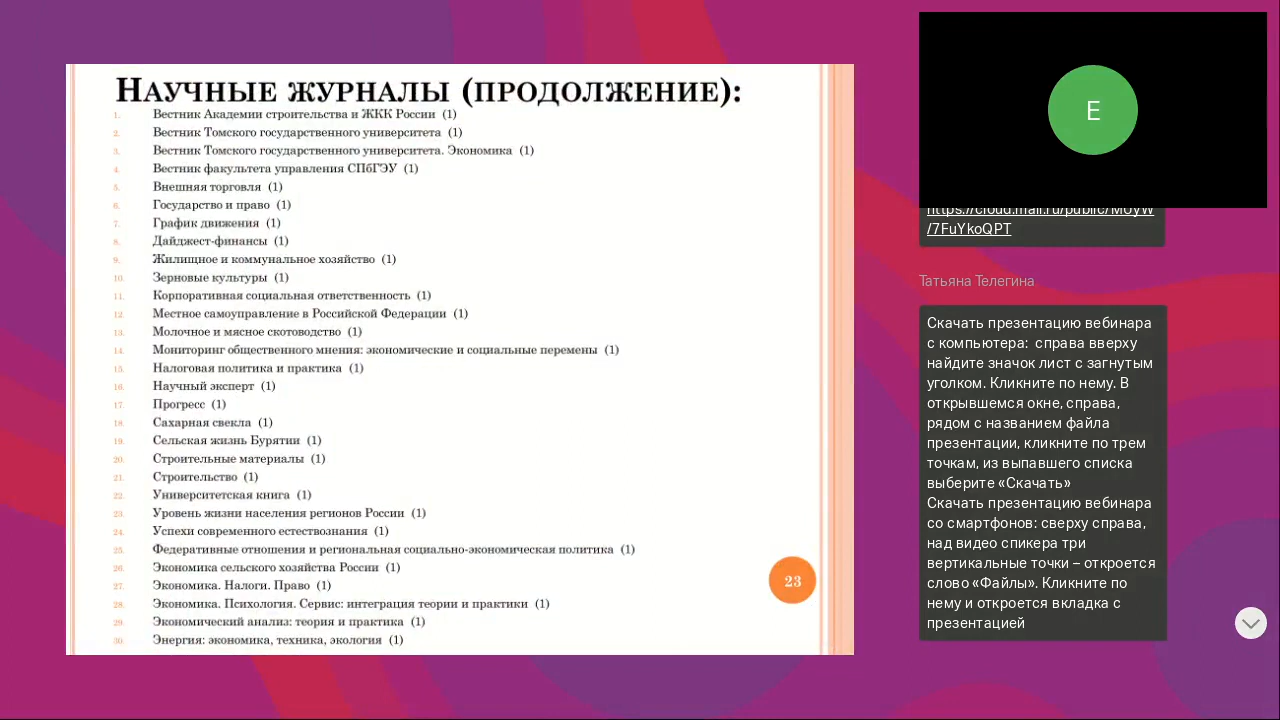 Научные журналы (продолжение):
1. Вестник Академии строительства и ЖКК России (1)
2. Вестник Томского государственного университета (1)
3. Вестник Томского государственного университета. Экономика (1)
4. Вестник факультета управления СПбГЭУ (1)
5. Внешняя торговля (1)
6. Государство и право (1)
7. График движения (1)
8. Дайджест-финансы (1)
9. Жилищное и коммунальное хозяйство (1)
10. Зерновые культуры (1)
11. Корпоративная социальная ответственность (1)
12. Местное самоуправление в Российской Федерации (1)
13. Молочное и мясное скотоводство (1)
14. Мониторинг общественного мнения: экономические и социальные перемены (1)
15. Налоговая политика и практика (1)
16. Научный эксперт (1)
17. Прогресс (1)
18. Сахарная свекла (1)
19. Сельская жизнь Бурятии (1)
20. Строительные материалы (1)
21. Строительство (1)
22. Университетская книга (1)
23. Уровень жизни населения регионов России (1)
24. Успехи современного естествознания (1)
25. Федеративные отношения и региональная социально-экономическая политика (1)
26. Экономика сельского хозяйства России (1)
27. Экономика. Налоги. Право (1)
28. Экономика. Психология. Сервис: интеграция теории и практики (1)
29. Экономический анализ: теория и практика (1)
30. Энергия: экономика, техника, экология (1)
23
Е
https://cloud.mail.ru/public/MUyW
/7FuYkoQPT
Татьяна Телегина
Скачать презентацию вебинара
с компьютера: справа вверху
найдите значок лист с загнутым
уголком. Кликните по нему. В
открывшемся окне, справа,
рядом с названием файла
презентации, кликните по трем
точкам, из выпавшего списка
выберите «Скачать»
Скачать презентацию вебинара
со смартфонов: сверху справа,
над видео спикера три
вертикальные точки – откроется
слово «Файлы». Кликните по
нему и откроется вкладка с
презентацией